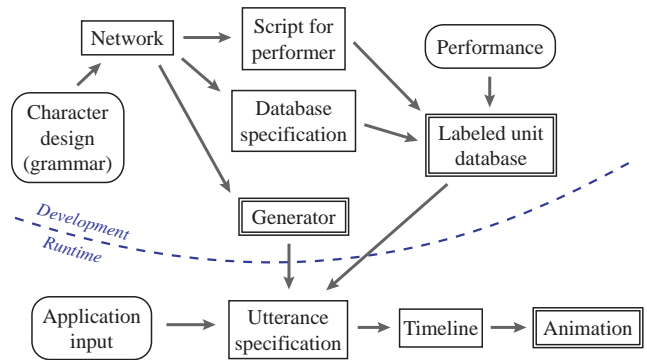 Network
Script for
performer
Performance
Character
design
(grammar)
Database
specification
Labeled unit
database
Development
Runtime
Generator
Application
input
Utterance
specification
Timeline
Animation